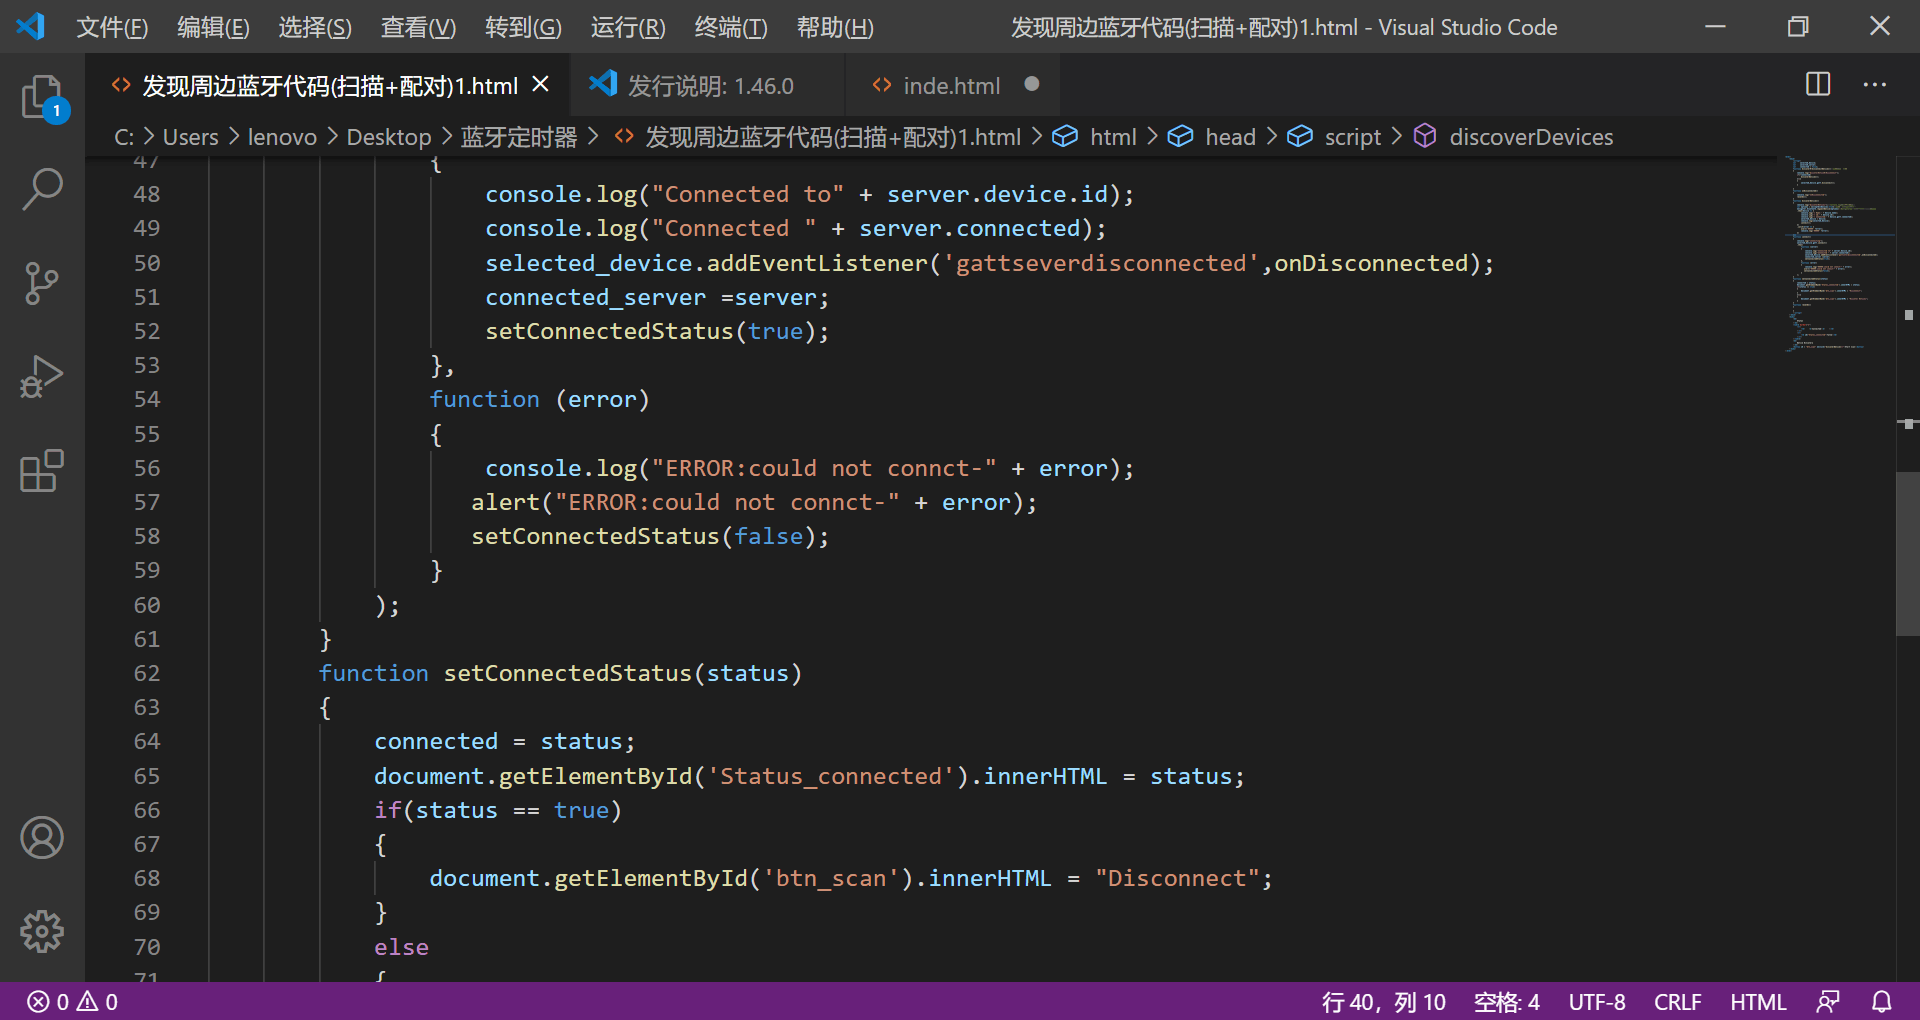 文件(F) 编辑(E) 选择(S) 查看(V) 转到(G) 运行(R) 终端(T) 帮助(H) 发现周边蓝牙代码(扫描+配对)1.html - Visual Studio Code
发现周边蓝牙代码(扫描+配对)1.html 发行说明: 1.46.0 inde.html
1
C: > Users > lenovo > Desktop > 蓝牙定时器 > 发现周边蓝牙代码(扫描+配对)1.html > html > head > script > discoverDevices
47 {
48 console.log("Connected to" + server.device.id);
49 console.log("Connected " + server.connected);
50 selected_device.addEventListener('gattseverdisconnected',onDisconnected);
51 connected_server =server;
52 setConnectedStatus(true);
53 },
54 function (error)
55 {
56 console.log("ERROR:could not connct-" + error);
57 alert("ERROR:could not connct-" + error);
58 setConnectedStatus(false);
59 }
60 );
61 }
62 function setConnectedStatus(status)
63 {
64 connected = status;
65 document.getElementById('Status_connected').innerHTML = status;
66 if(status == true)
67 {
68 document.getElementById('btn_scan').innerHTML = "Disconnect";
69 }
70 else
71 {
0 0 行 40，列 10 空格: 4 UTF-8 CRLF HTML